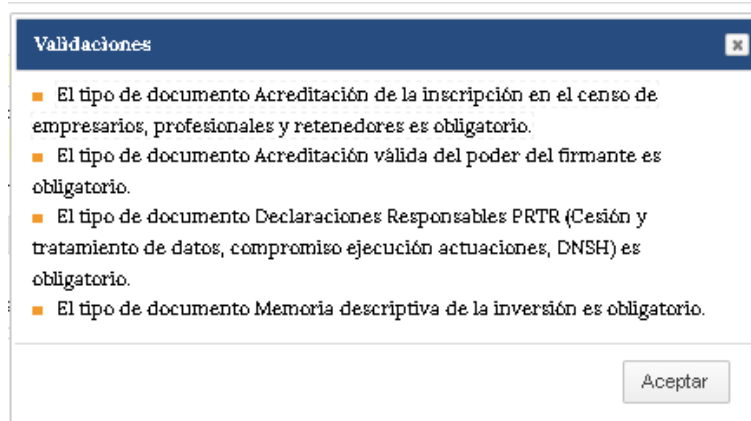 Validaciones
El tipo de documento Acreditación de la inscripción en el censo de
empresarios, profesionales y retenedores es obligatorio.
El tipo de documento Acreditación válida del poder del firmante es
obligatorio.
El tipo de documento Declaraciones Responsables PRTR (Cesión y
tratamiento de datos, compromiso ejecución actuaciones, DNSH) es
obligatorio.
El tipo de documento Memoria descriptiva de la inversión es obligatorio.
Aceptar